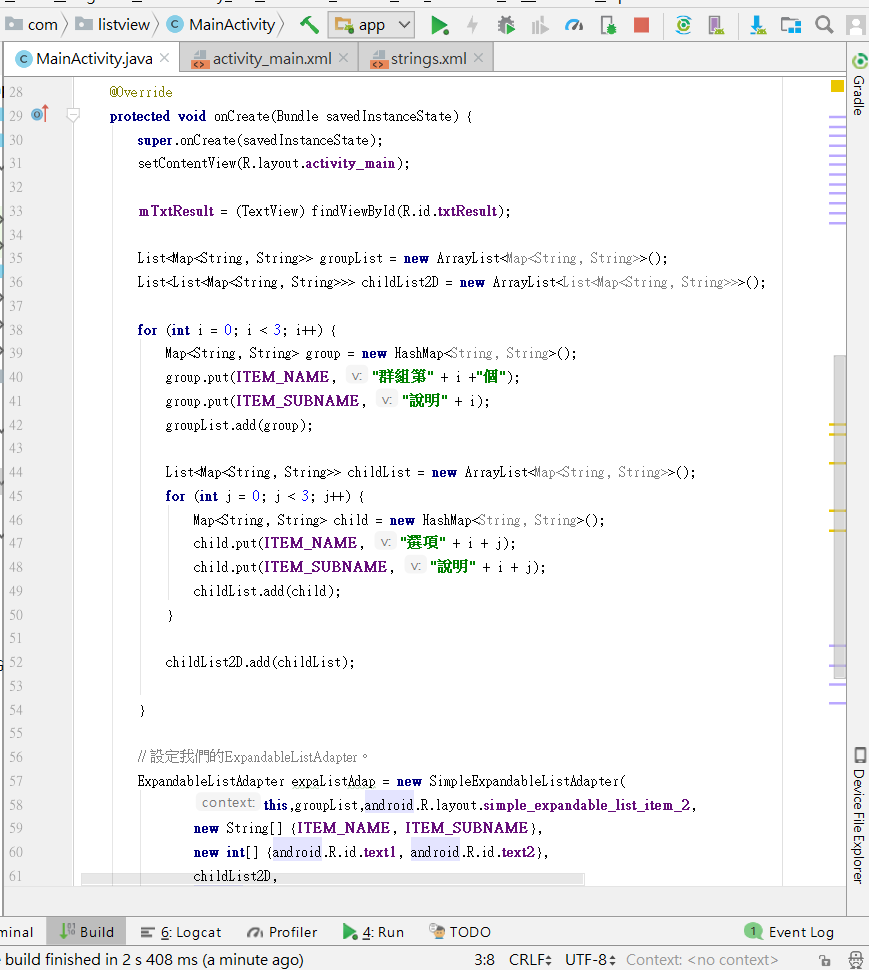 com listview MainActivity app
MainActivity.java activity_main.xml strings.xml
Gradle
28 @Override
29 protected void onCreate(Bundle savedInstanceState) {
30 super.onCreate(savedInstanceState);
31 setContentView(R.layout.activity_main);
32
33 mTxtResult = (TextView) findViewById(R.id.txtResult);
34
35 List<Map<String, String>> groupList = new ArrayList<Map<String, String>>();
36 List<List<Map<String, String>>> childList2D = new ArrayList<List<Map<String, String>>>();
37
38 for (int i = 0; i < 3; i++) {
39 Map<String, String> group = new HashMap<String, String>();
40 group.put(ITEM_NAME, v: "群組第" + i +"個");
41 group.put(ITEM_SUBNAME, v: "說明" + i);
42 groupList.add(group);
43
44 List<Map<String, String>> childList = new ArrayList<Map<String, String>>();
45 for (int j = 0; j < 3; j++) {
46 Map<String, String> child = new HashMap<String, String>();
47 child.put(ITEM_NAME, v: "選項" + i + j);
48 child.put(ITEM_SUBNAME, v: "說明" + i + j);
49 childList.add(child);
50 }
51
52 childList2D.add(childList);
53
54 }
55
56 // 設定我們的ExpandableListAdapter。
57 ExpandableListAdapter expaListAdap = new SimpleExpandableListAdapter(
58 context: this,groupList,android.R.layout.simple_expandable_list_item_2,
59 new String[] {ITEM_NAME, ITEM_SUBNAME},
60 new int[] {android.R.id.text1, android.R.id.text2},
61 childList2D,
Device File Explorer
minal Build 6: Logcat Profiler 4: Run TODO 1 Event Log
build finished in 2 s 408 ms (a minute ago) 3:8 CRLF UTF-8 Context: <no context>